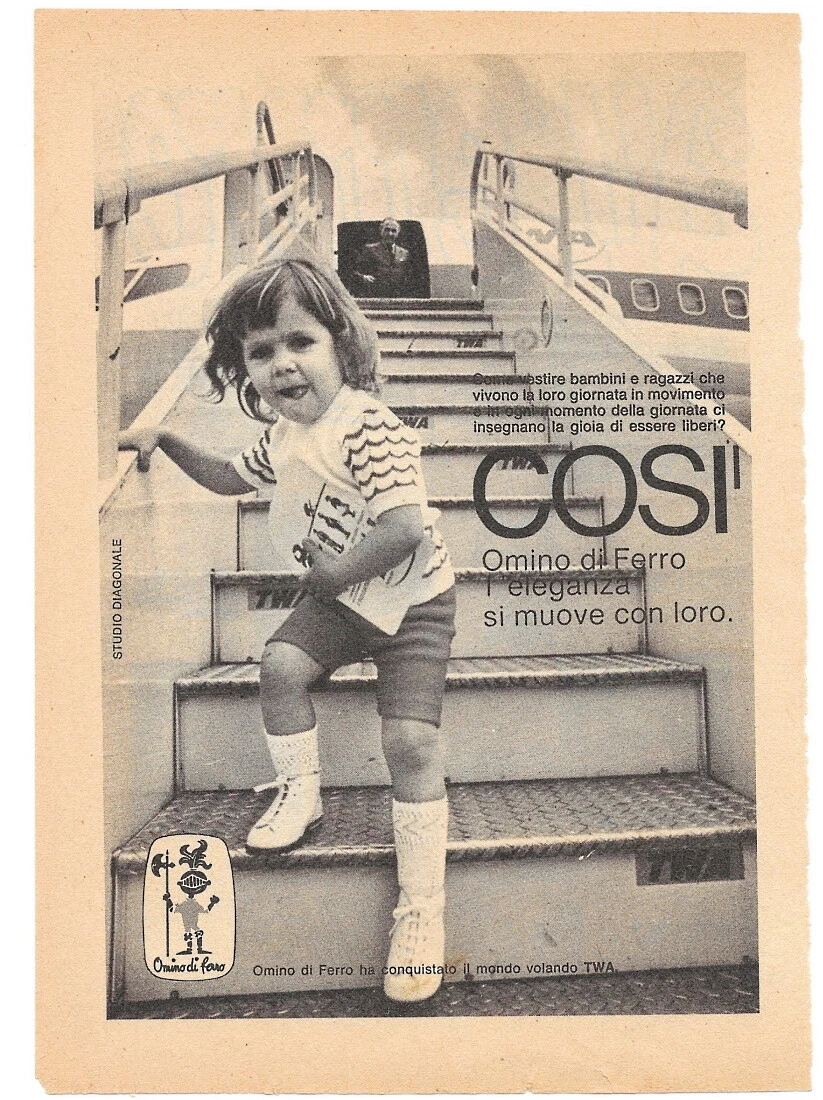 TWA
Come vestire bambini e ragazzi che
vivono la loro giornata in movimento
e in ogni momento della giornata ci
insegnano la gioia di essere liberi?
TWA
TWA
COSI'
Omino di Ferro
l'eleganza
si muove con loro.
STUDIO DIAGONALE
TWA
TWA
Omino di ferro
Omino di Ferro ha conquistato il mondo volando TWA.